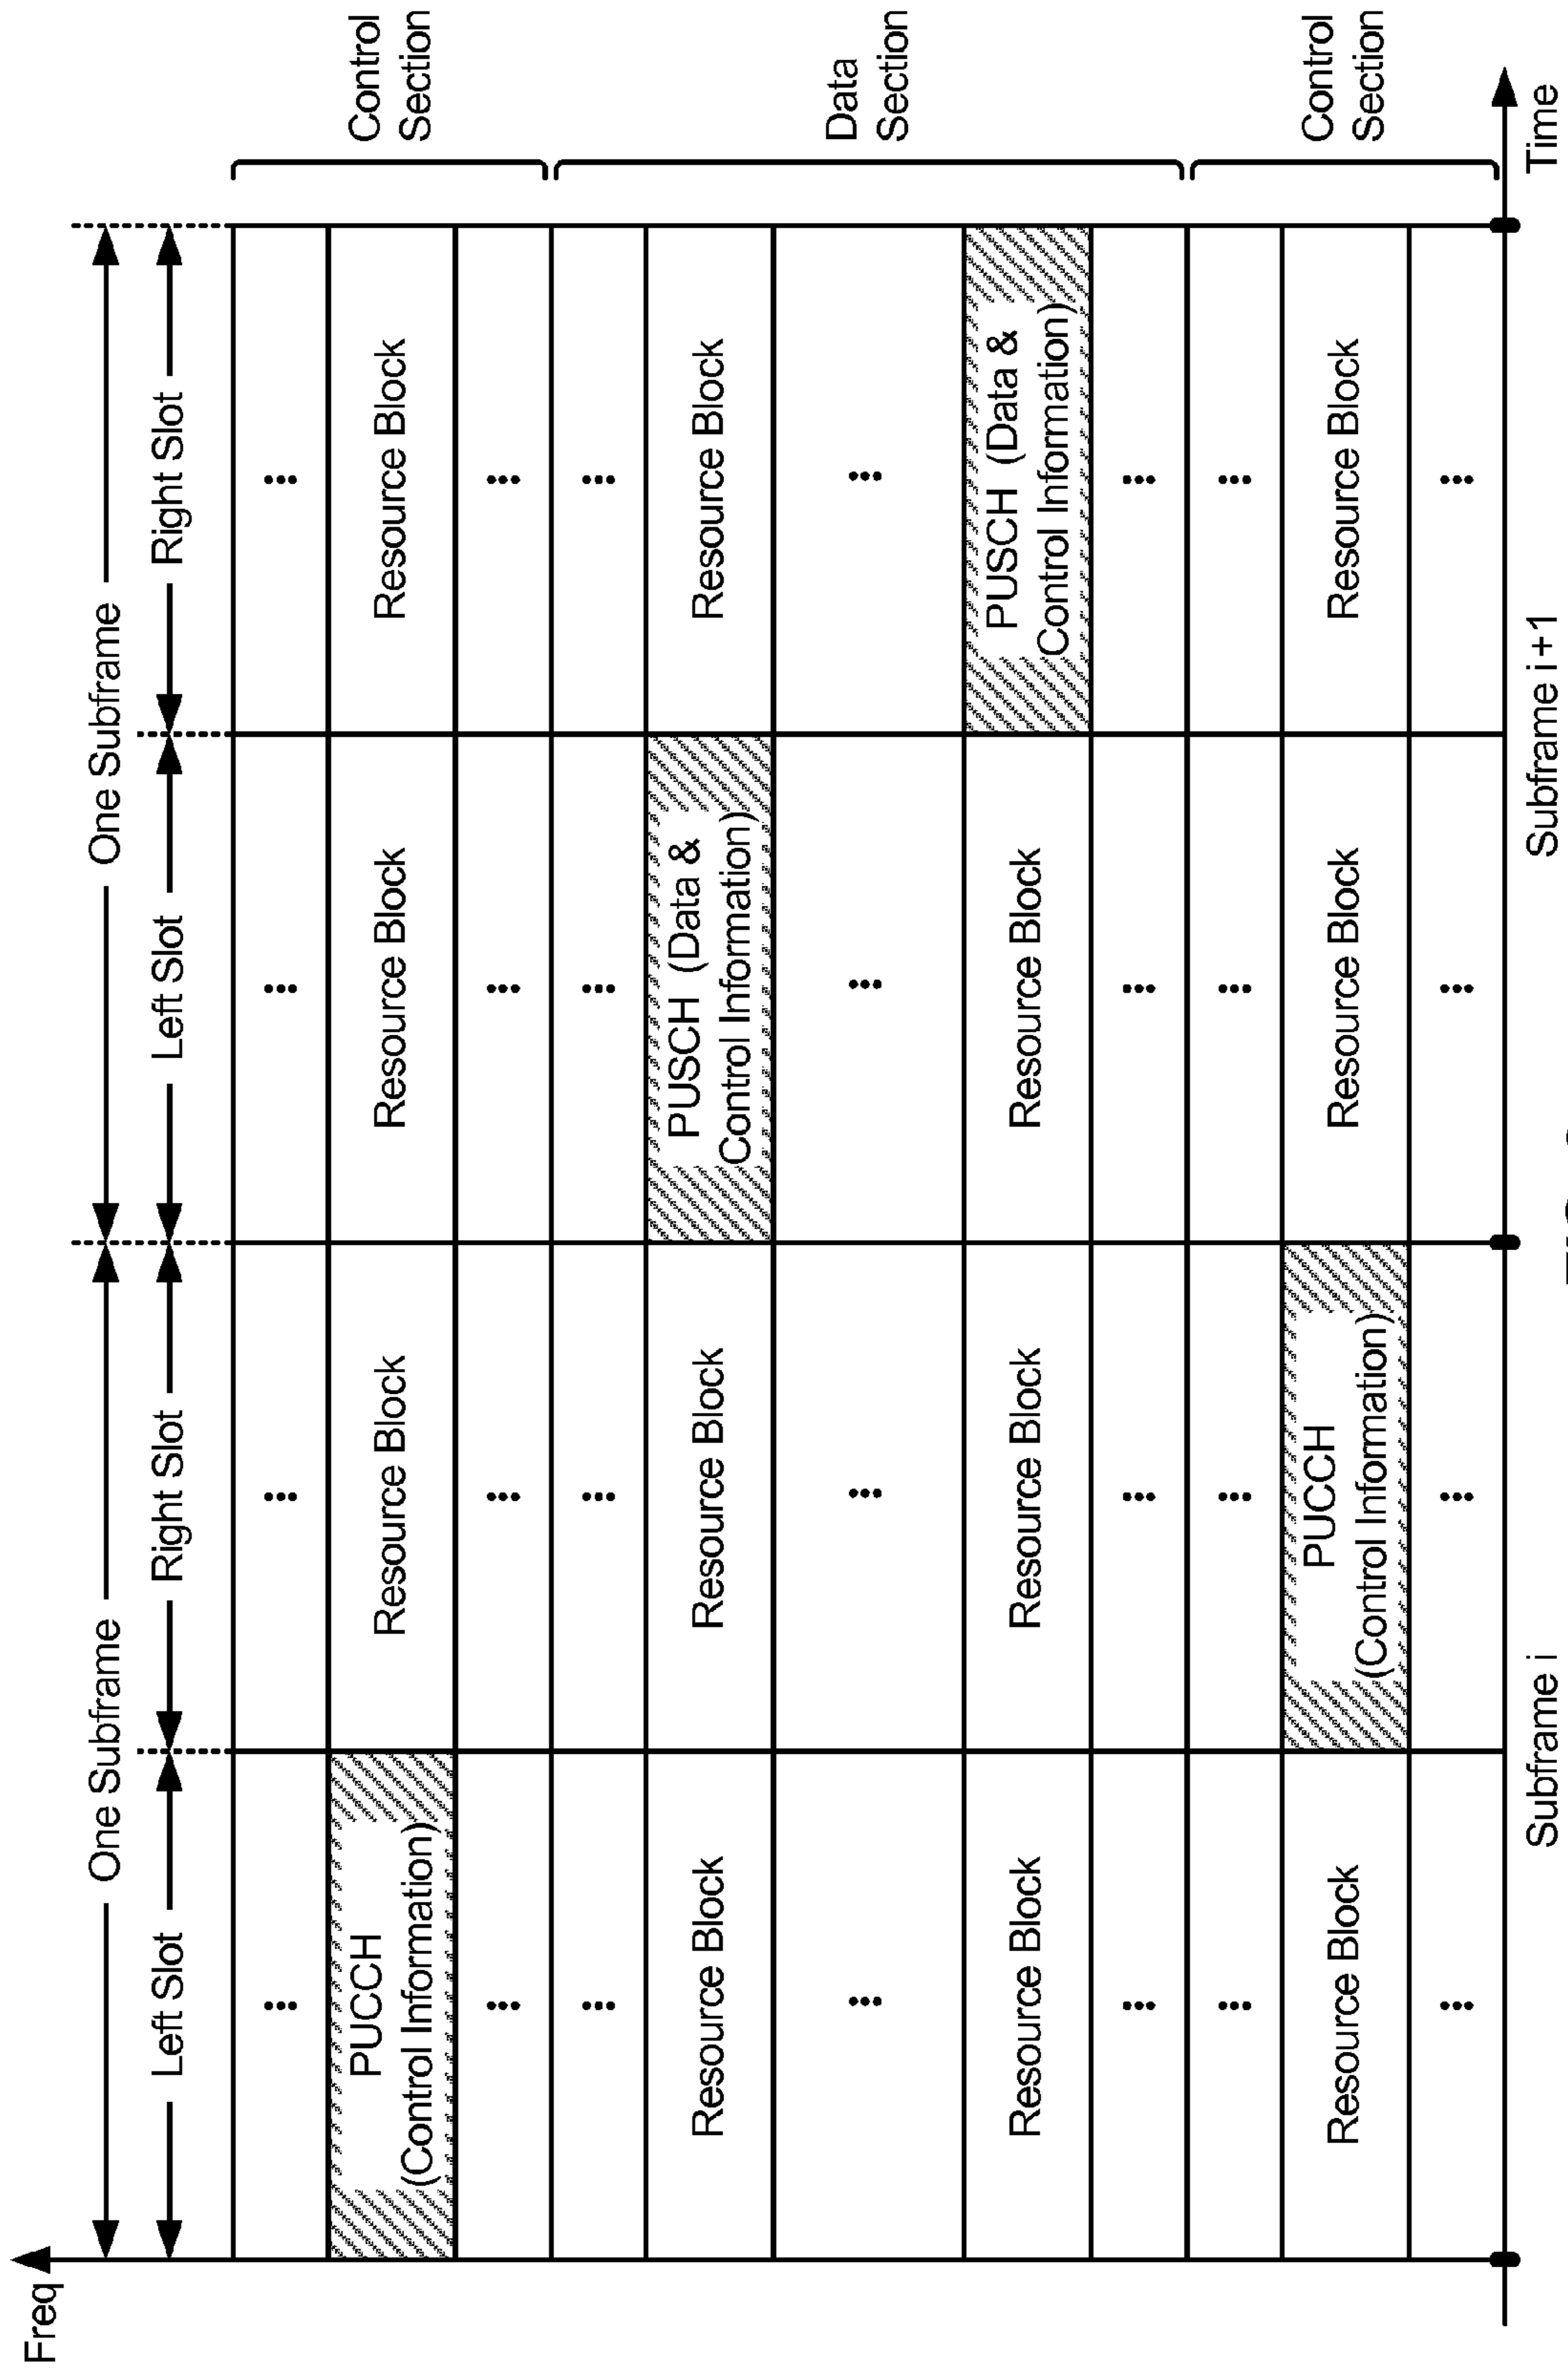 Freq
One Subframe
One Subframe
Left Slot
Right Slot
Left Slot
Right Slot
PUCCH
(Control Information)
Resource Block
Resource Block
Resource Block
Control
Section
Resource Block
Resource Block
PUSCH (Data &
Control Information)
Resource Block
Data
Section
Resource Block
Resource Block
Resource Block
PUSCH (Data &
Control Information)
Resource Block
PUCCH
(Control Information)
Resource Block
Resource Block
Control
Section
Subframe i
Subframe i+1
Time